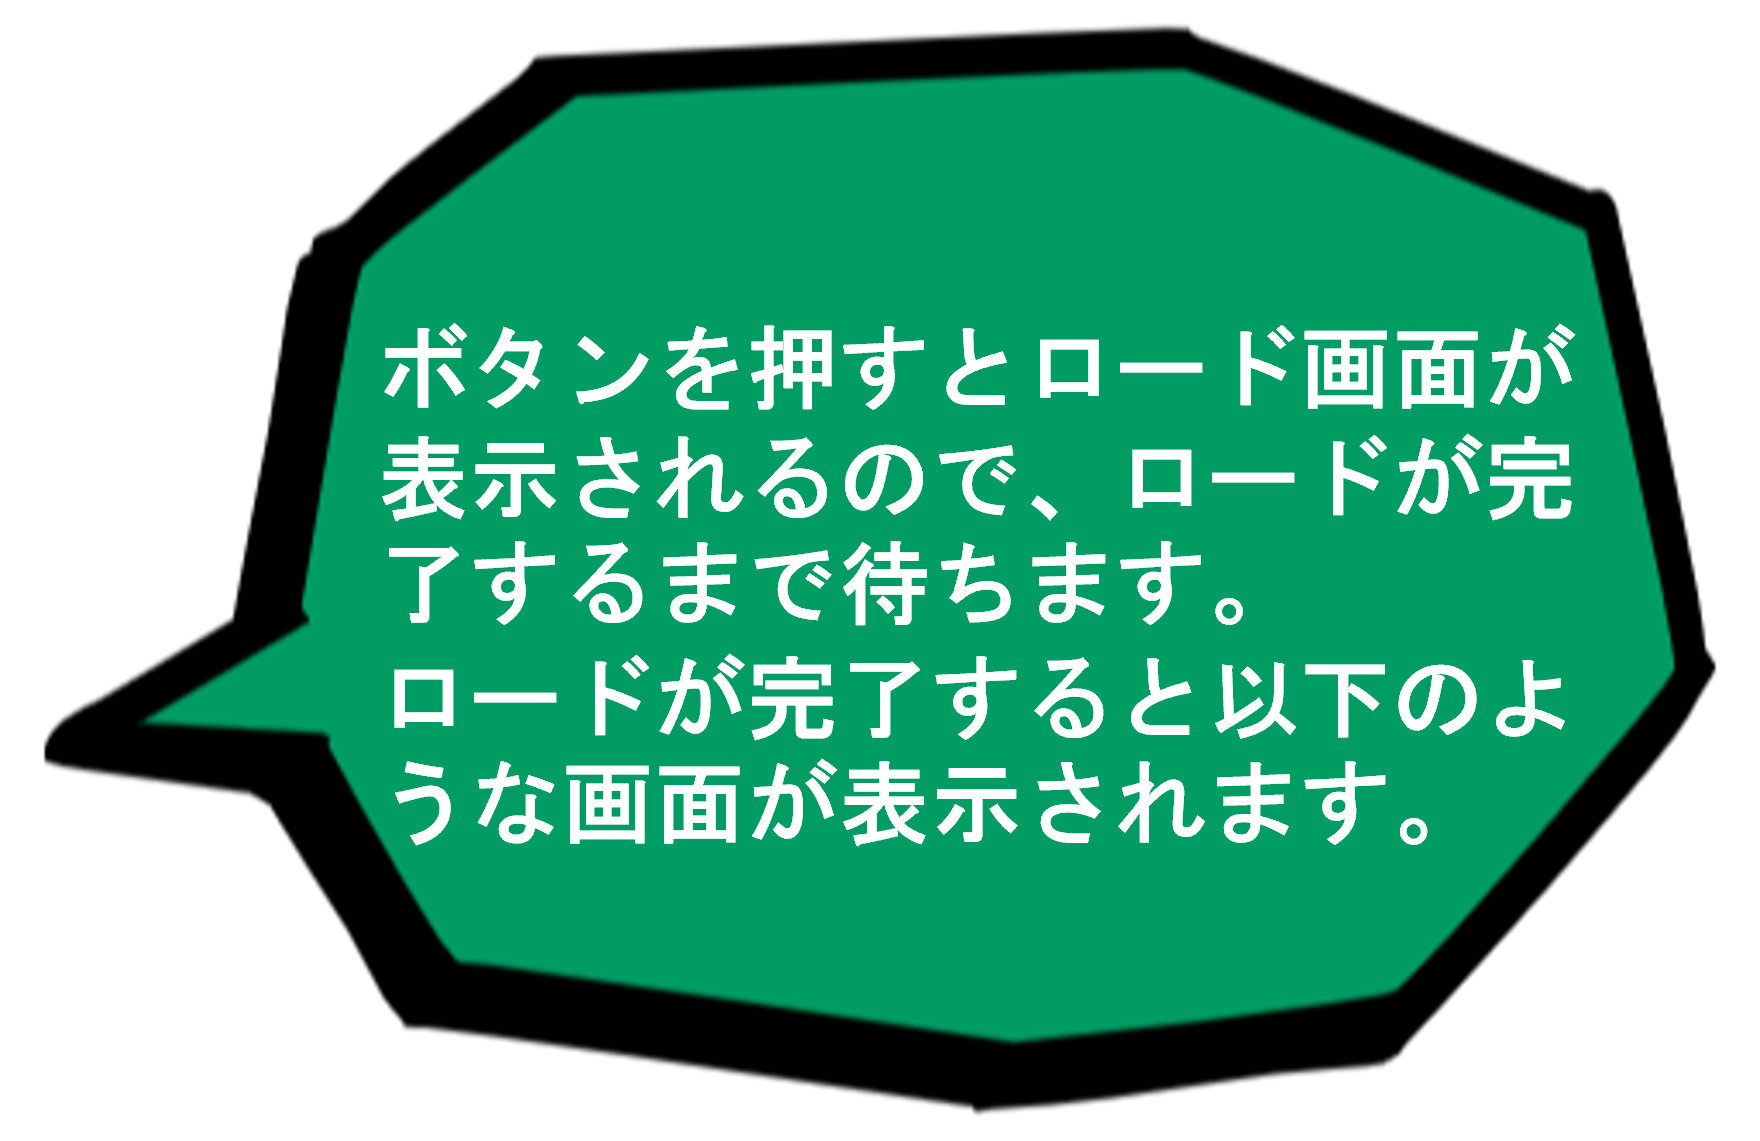 ボタンを押すとロード画面が
表示されるので、ロードが完
了するまで待ちます。
ロードが完了すると以下のよ
うな画面が表示されます。